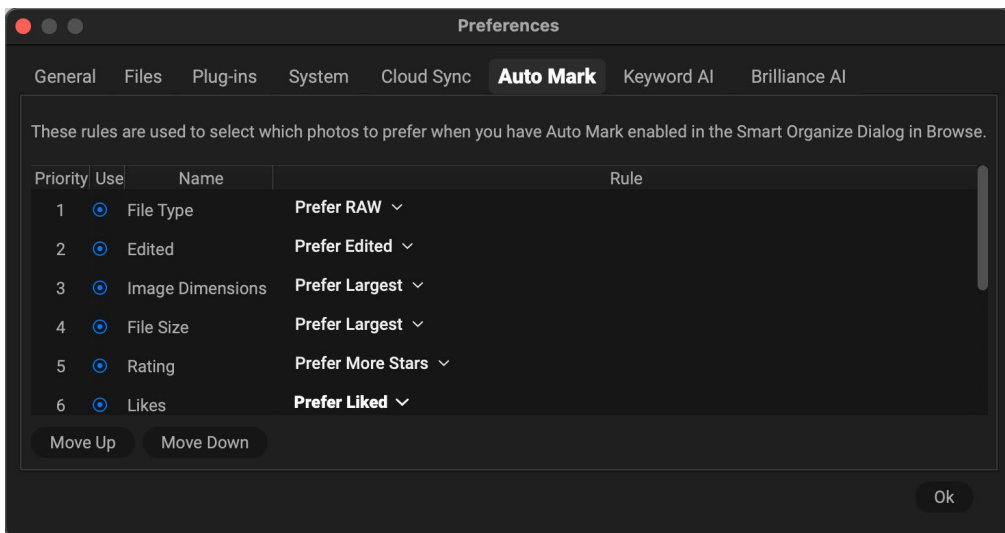 Preferences
General Files Plug-ins System Cloud Sync Auto Mark Keyword AI Brilliance AI
These rules are used to select which photos to prefer when you have Auto Mark enabled in the Smart Organize Dialog in Browse.
Priority Use Name Rule
1 File Type Prefer RAW
2 Edited Prefer Edited
3 Image Dimensions Prefer Largest
4 File Size Prefer Largest
5 Rating Prefer More Stars
6 Likes Prefer Liked
Move Up Move Down
Ok